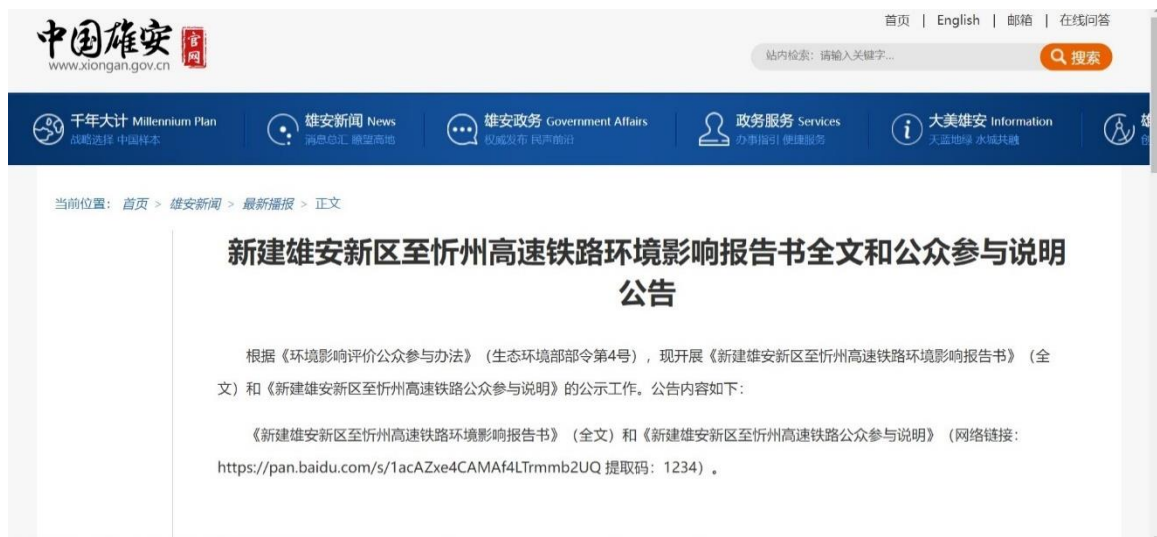 首页 | English | 邮箱 | 在线问答
中国雄安 官网
www.xiongan.gov.cn
站内检索：请输入关键字...
搜索
千年大计 Millennium Plan
战略选择 中国样本
雄安新闻 News
消息总汇 瞭望高地
雄安政务 Government Affairs
权威发布 民声前沿
政务服务 Services
办事指引 便捷服务
大美雄安 Information
天蓝地绿 水城共融
当前位置： 首页 > 雄安新闻 > 最新播报 > 正文
新建雄安新区至忻州高速铁路环境影响报告书全文和公众参与说明
公告
根据《环境影响评价公众参与办法》（生态环境部部令第4号），现开展《新建雄安新区至忻州高速铁路环境影响报告书》（全
文）和《新建雄安新区至忻州高速铁路公众参与说明》的公示工作。公告内容如下：
《新建雄安新区至忻州高速铁路环境影响报告书》（全文）和《新建雄安新区至忻州高速铁路公众参与说明》（网络链接：
https://pan.baidu.com/s/1acAZxe4CAMAf4LTrmmb2UQ 提取码：1234）。